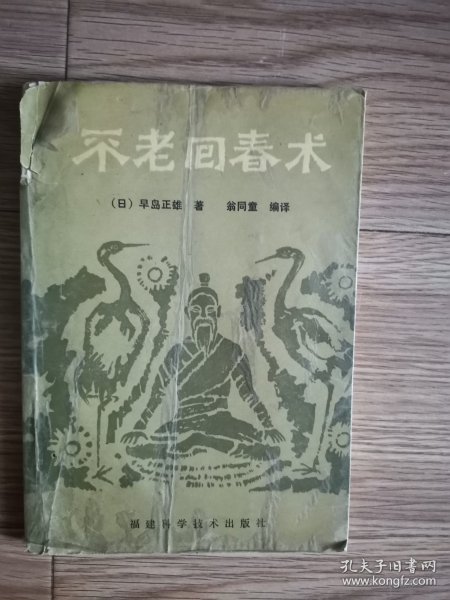 不老回春术
(日) 早岛正雄 著 翁同童 编译
福建科学技术出版社
孔夫子旧书网
www.kongfz.com